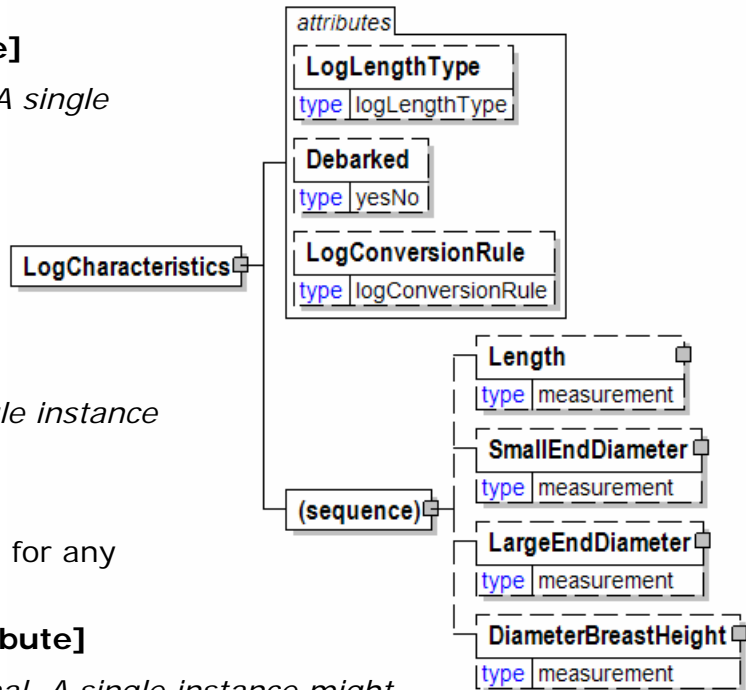 e]
A single
le instance
for any
bute]
nal. A single instance might
attributes
LogLengthType
type logLengthType
Debarked
type yesNo
LogConversionRule
type logConversionRule
LogCharacteristics
(sequence)
Length
type measurement
SmallEndDiameter
type measurement
LargeEndDiameter
type measurement
DiameterBreastHeight
type measurement